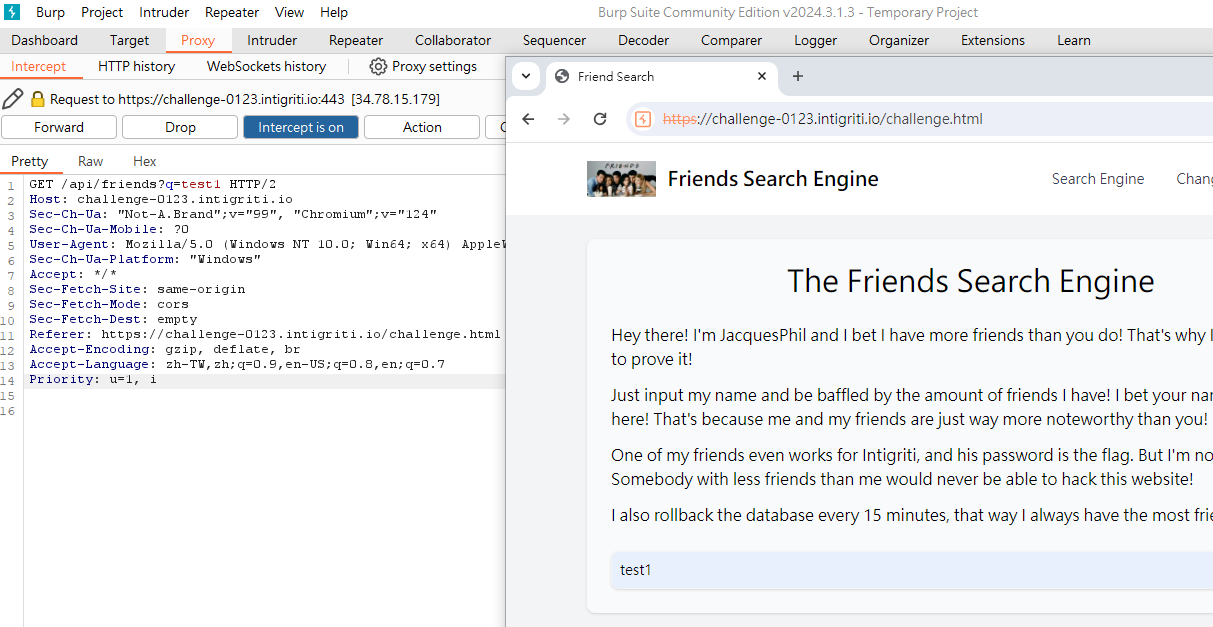 Burp Project Intruder Repeater View Help
Burp Suite Community Edition v2024.3.1.3 - Temporary Project
Dashboard Target Proxy Intruder Repeater Collaborator Sequencer Decoder Comparer Logger Organizer Extensions Learn
Intercept HTTP history WebSockets history Proxy settings
Request to https://challenge-0123.intigriti.io:443 [34.78.15.179]
Forward Drop Intercept is on Action
Pretty Raw Hex
1 GET /api/friends?q=test1 HTTP/2
2 Host: challenge-0123.intigriti.io
3 Sec-Ch-Ua: "Not-A.Brand";v="99", "Chromium";v="124"
4 Sec-Ch-Ua-Mobile: ?0
5 User-Agent: Mozilla/5.0 (Windows NT 10.0; Win64; x64) AppleW
6 Sec-Ch-Ua-Platform: "Windows"
7 Accept: */*
8 Sec-Fetch-Site: same-origin
9 Sec-Fetch-Mode: cors
10 Sec-Fetch-Dest: empty
11 Referer: https://challenge-0123.intigriti.io/challenge.html
12 Accept-Encoding: gzip, deflate, br
13 Accept-Language: zh-TW,zh;q=0.9,en-US;q=0.8,en;q=0.7
14 Priority: u=1, i
15
16
Friend Search
https://challenge-0123.intigriti.io/challenge.html
FRIENDS
Friends Search Engine
Search Engine
The Friends Search Engine
Hey there! I'm JacquesPhil and I bet I have more friends than you do! That's why I
to prove it!
Just input my name and be baffled by the amount of friends I have! I bet your
here! That's because me and my friends are just way more noteworthy than you!
One of my friends even works for Intigriti, and his password is the flag. But I'm
Somebody with less friends than me would never be able to hack this website!
I also rollback the database every 15 minutes, that way I always have the most
test1